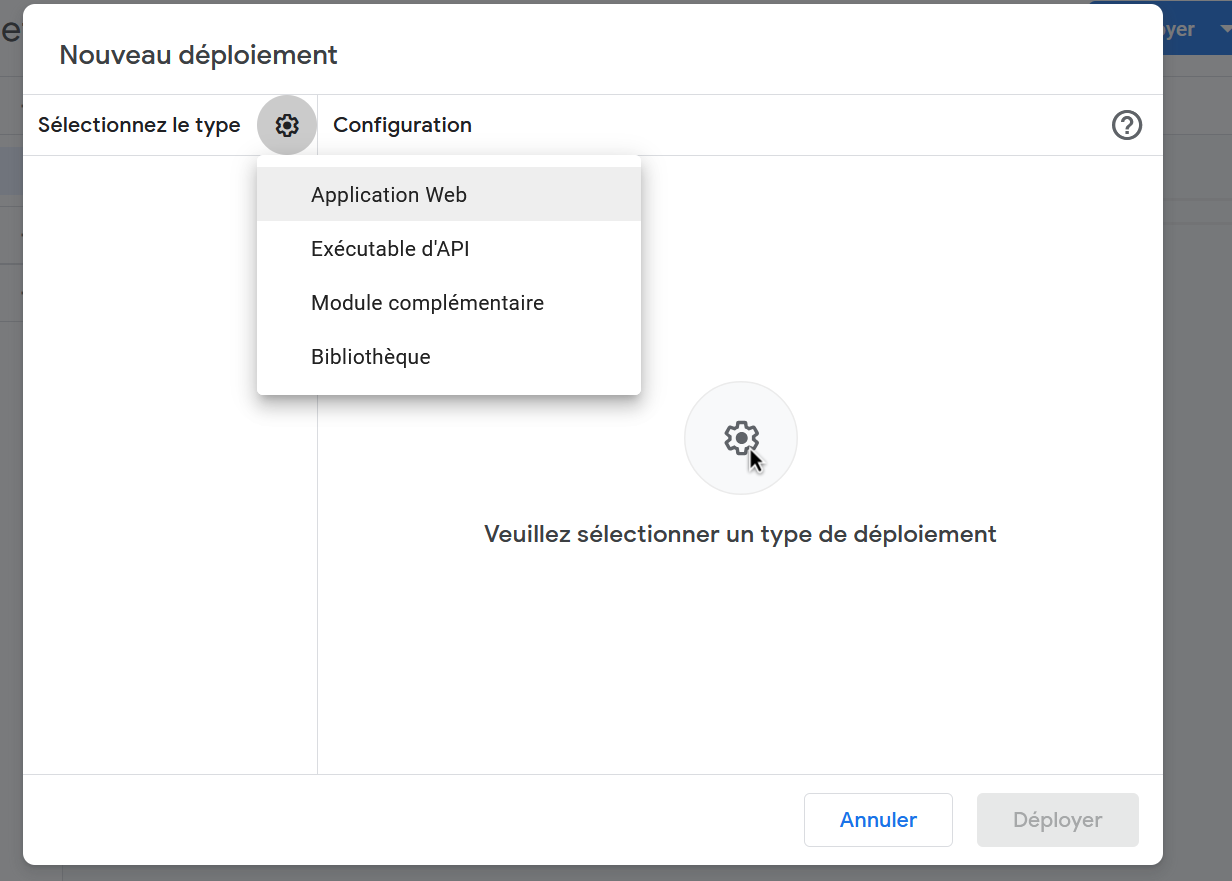 Nouveau déploiement
Sélectionnez le type
Configuration
Application Web
Exécutable d'API
Module complémentaire
Bibliothèque
Veuillez sélectionner un type de déploiement
Annuler
Déployer